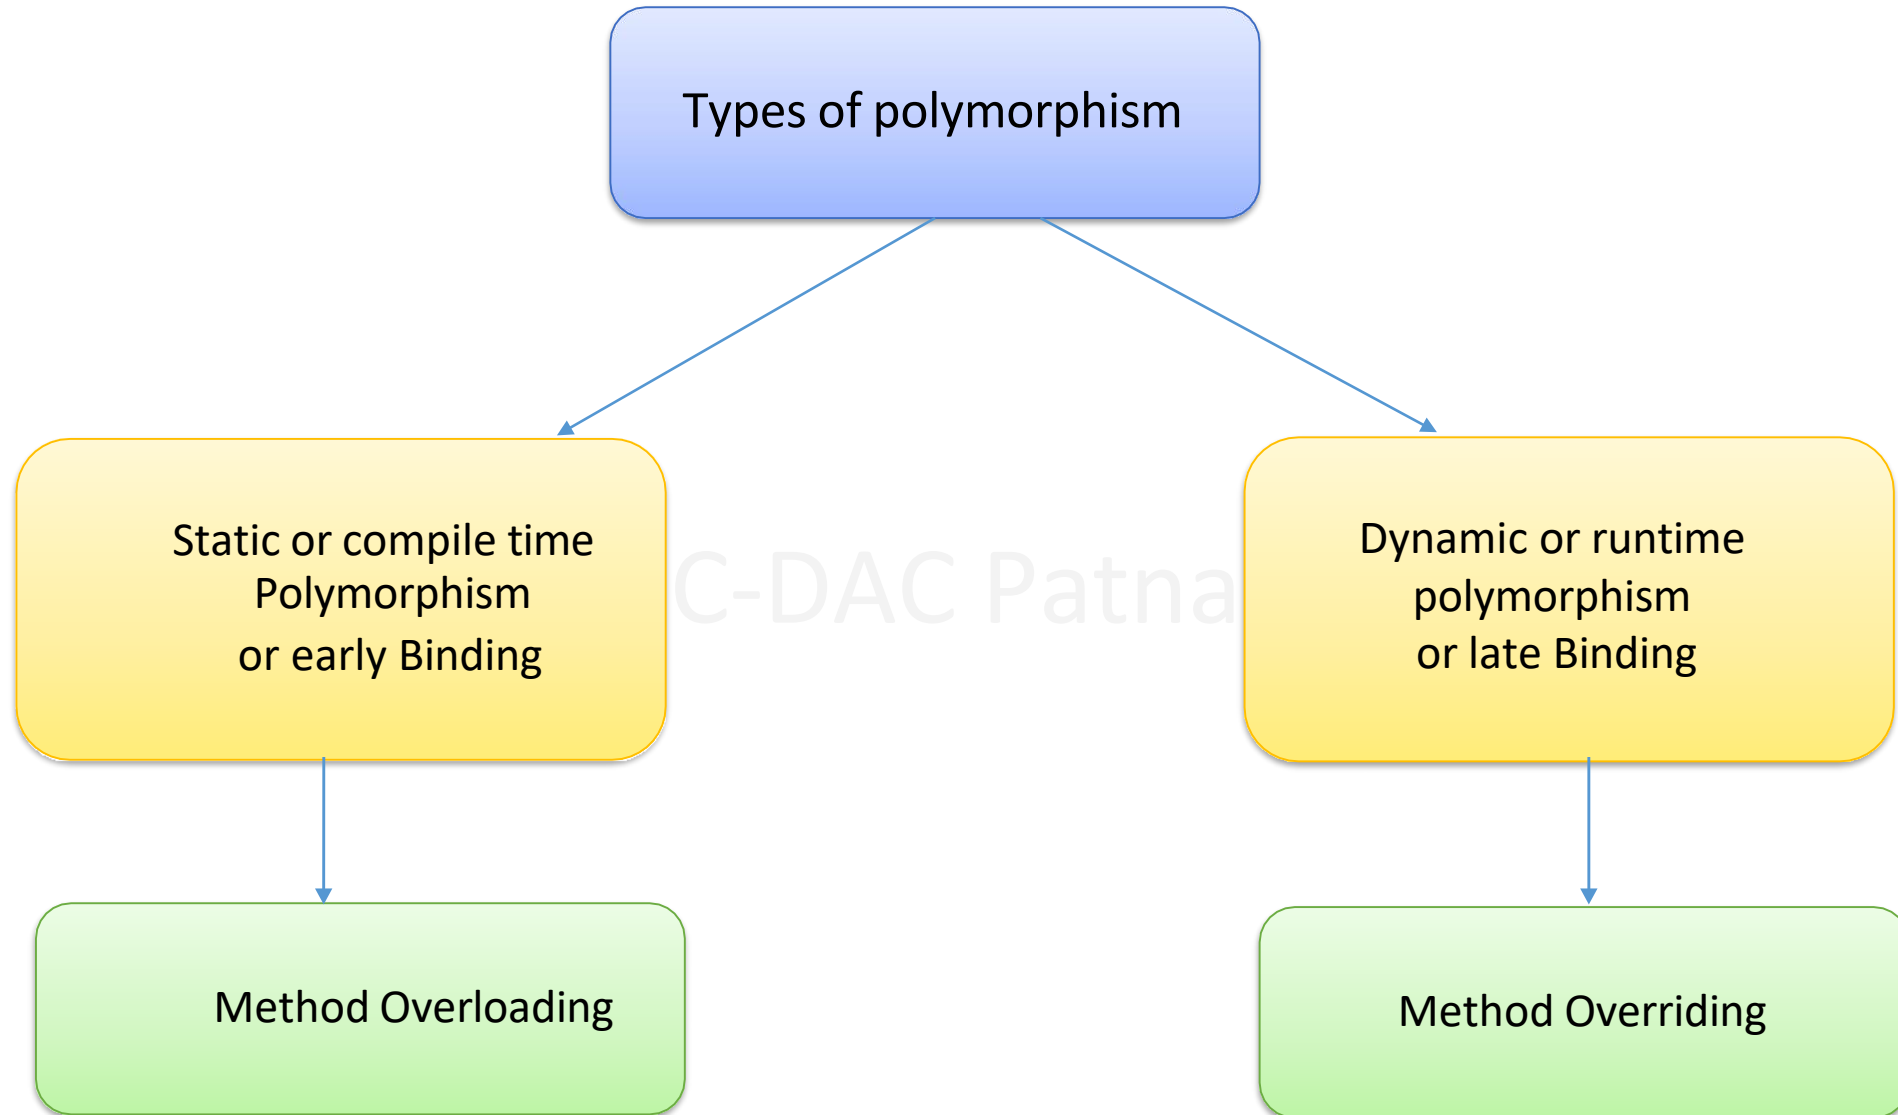 Types of polymorphism
Static or compile time
Polymorphism
or early Binding
Dynamic or runtime
polymorphism
or late Binding
C-DAC Patna
Method Overloading
Method Overriding